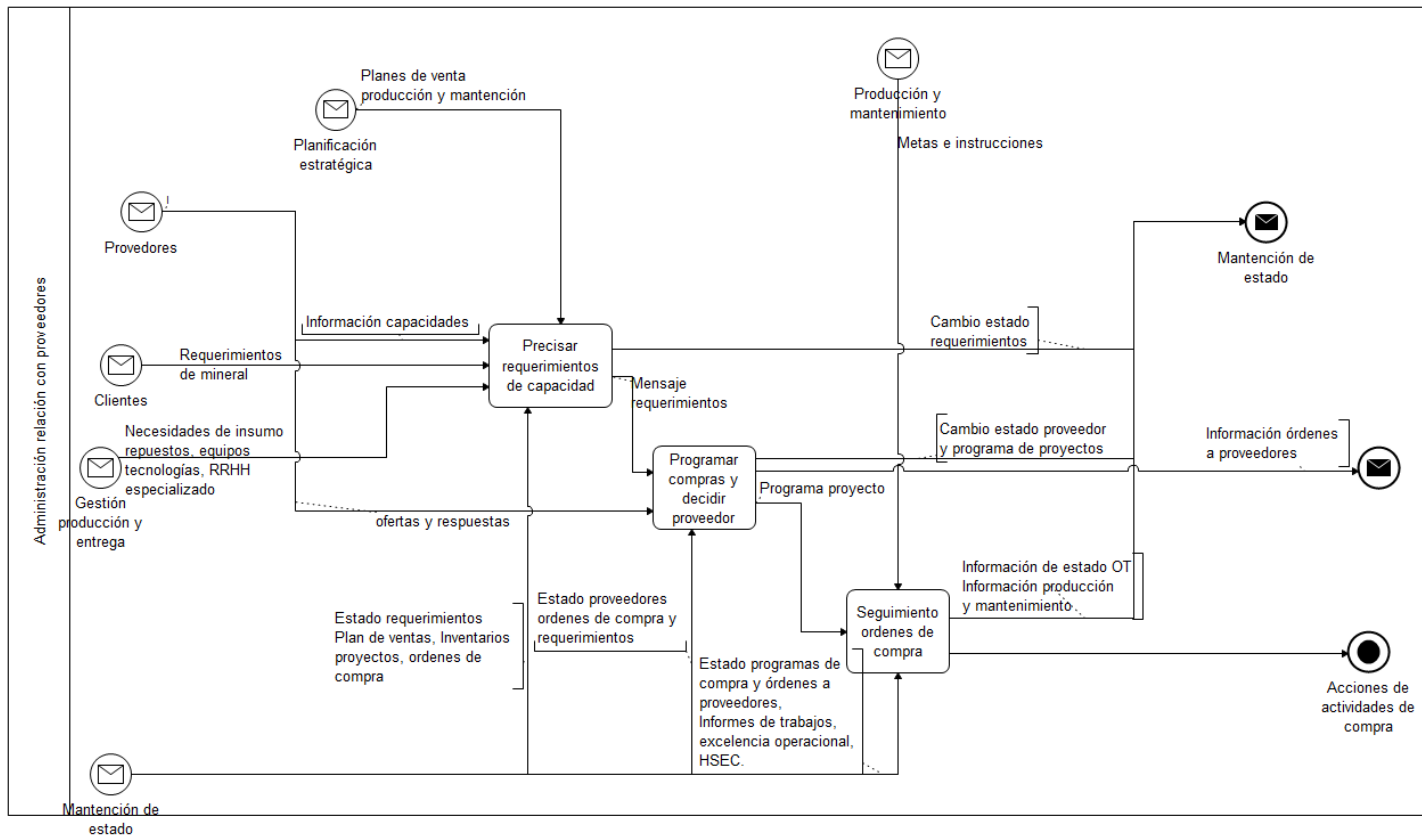 Administración relación con proveedores
Planes de venta
producción y mantención
Planificación
estratégica
Producción y
mantenimiento
Metas e instrucciones
I
Provedores
Mantención de
estado
Información capacidades
Precisar
requerimientos
de capacidad
Cambio estado
requerimientos
Requerimientos
de mineral
Clientes
Mensaje
requerimientos
Necesidades de insumo
repuestos, equipos
tecnologías, RRHH
especializado
Gestión
producción y
entrega
Programar
compras y
decidir
proveedor
Cambio estado proveedor
y programa de proyectos
Información órdenes
a proveedores
Programa proyecto
ofertas y respuestas
Información de estado OT
Información producción
y mantenimiento
Seguimiento
ordenes de
compra
Estado requerimientos
Plan de ventas, Inventarios
proyectos, ordenes de
compra
Estado proveedores
ordenes de compra y
requerimientos
Estado programas de
compra y órdenes a
proveedores,
Informes de trabajos,
excelencia operacional,
HSEC.
Acciones de
actividades de
compra
Mantención de
estado